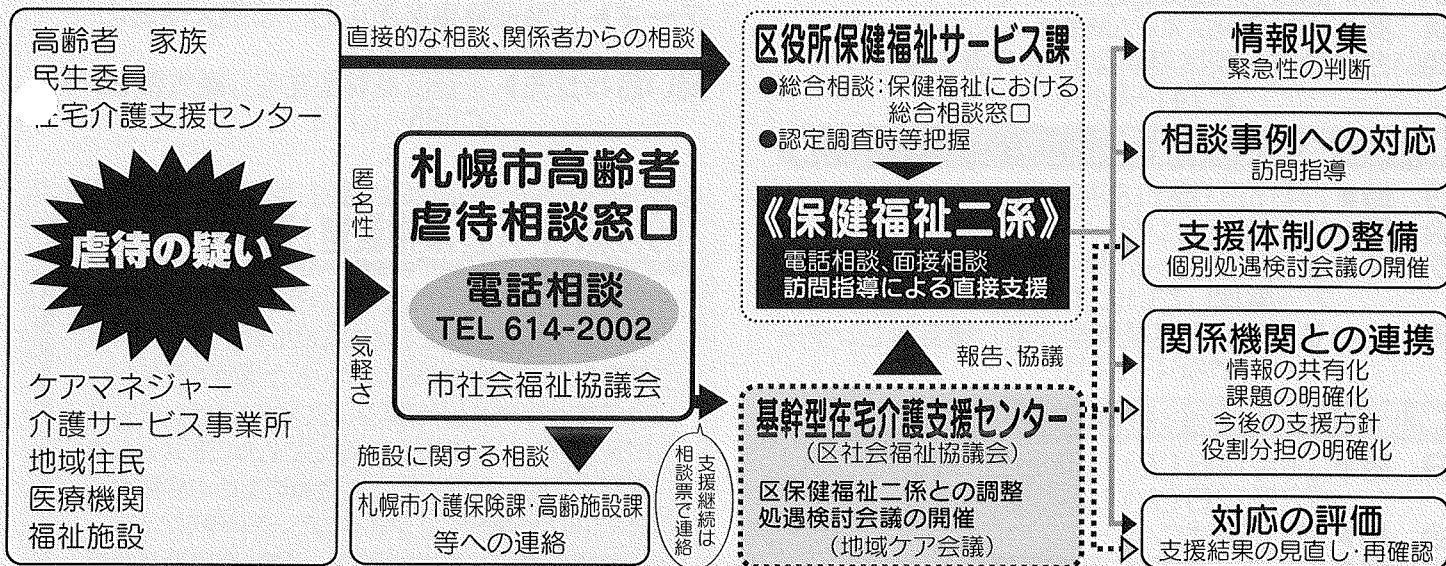 高齢者 家族
民生委員
宅介護支援センター
虐待の疑い
ケアマネジャー
介護サービス事業所
地域住民
医療機関
福祉施設
直接的な相談、関係者からの相談
匿名性
気軽さ
札幌市高齢者
虐待相談窓口
電話相談
TEL 614-2002
市社会福祉協議会
施設に関する相談
札幌市介護保険課・高齢施設課
等への連絡
支援継続は
相談票で連絡
区役所保健福祉サービス課
●総合相談:保健福祉における
総合相談窓口
●認定調査時等把握
《保健福祉二係》
電話相談、面接相談
訪問指導による直接支援
報告、協議
基幹型在宅介護支援センター
(区社会福祉協議会)
区保健福祉二係との調整
処遇検討会議の開催
(地域ケア会議)
情報収集
緊急性の判断
相談事例への対応
訪問指導
支援体制の整備
個別処遇検討会議の開催
関係機関との連携
情報の共有化
課題の明確化
今後の支援方針
役割分担の明確化
対応の評価
支援結果の見直し・再確認